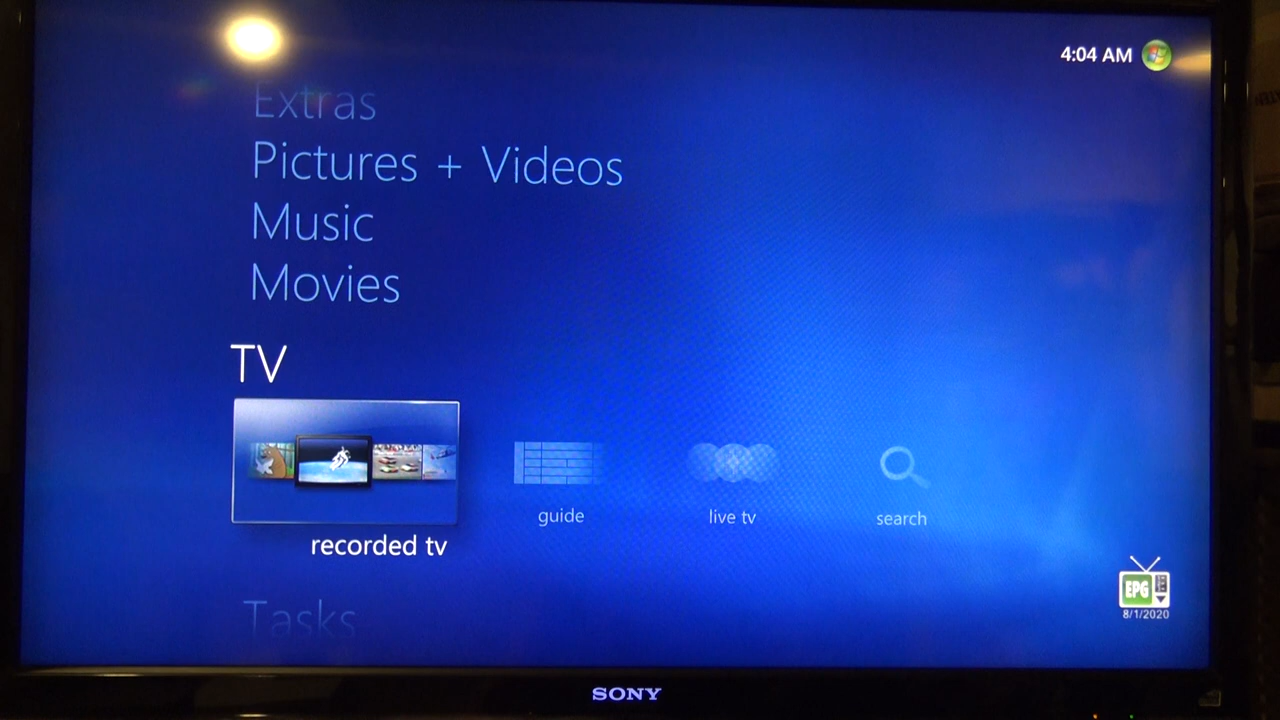 4:04 AM
Extras
Pictures + Videos
Music
Movies
TV
guide
live tv
search
recorded tv
EPG
8/1/2020
Tasks
SONY